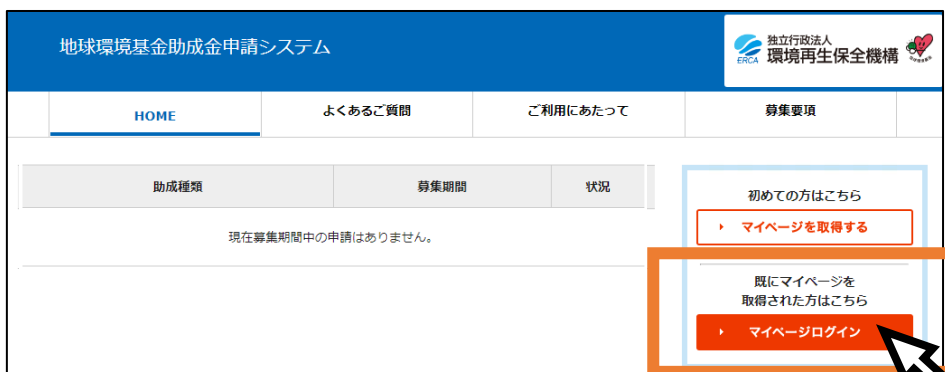 地球環境基金助成金申請システム
独立行政法人
環境再生保全機構
ERCA
HOME
よくあるご質問
ご利用にあたって
募集要項
助成種類
募集期間
状況
現在募集期間中の申請はありません。
初めての方はこちら
マイページを取得する
既にマイページを
取得された方はこちら
マイページログイン